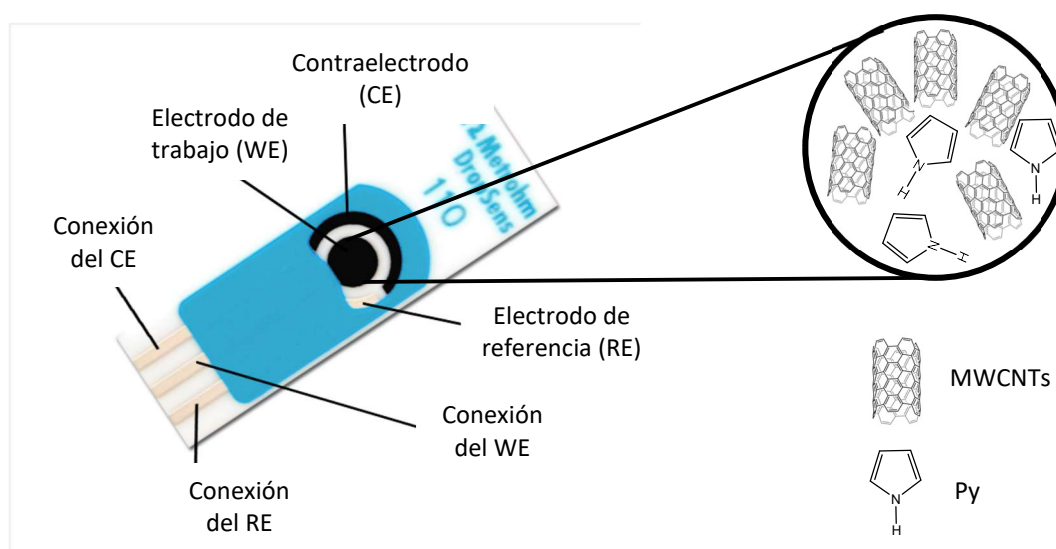 Contraelectrodo
(CE)
Electrodo de
trabajo (WE)
Conexión
del CE
Metrohm
DropSens
110
Electrodo de
referencia (RE)
Conexión
del WE
Conexión
del RE
N
H
N
H
N
H
MWCNTs
Py
N
H